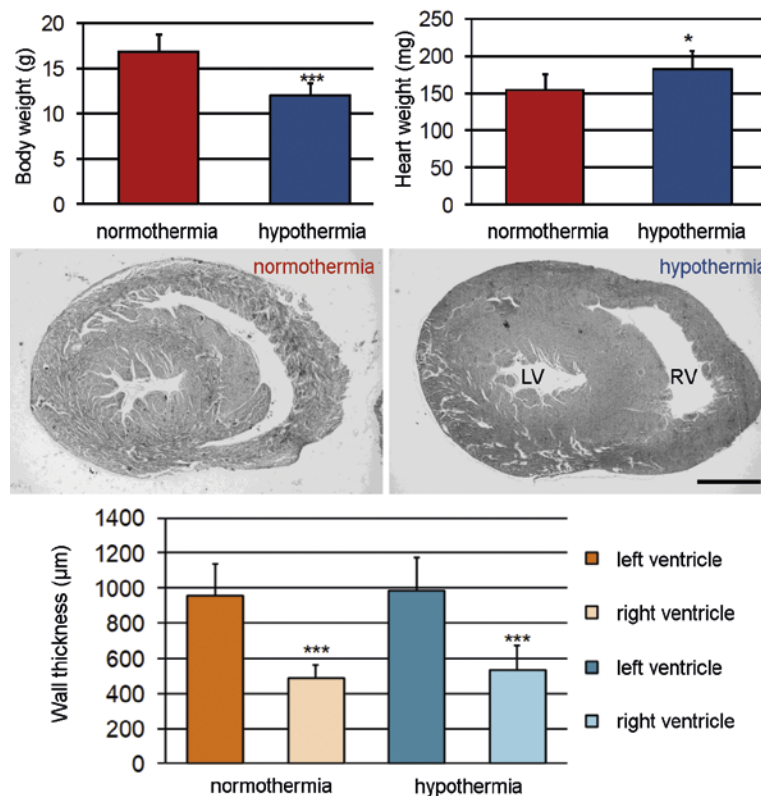 Body weight (g)
20
15
10
5
0
***
normothermia
hypothermia
Heart weight (mg)
250
200
150
100
50
0
*
normothermia
hypothermia
normothermia
hypothermia
LV
RV
Wall thickness (µm)
1400
1200
1000
800
600
400
200
0
***
***
normothermia
hypothermia
left ventricle
right ventricle
left ventricle
right ventricle